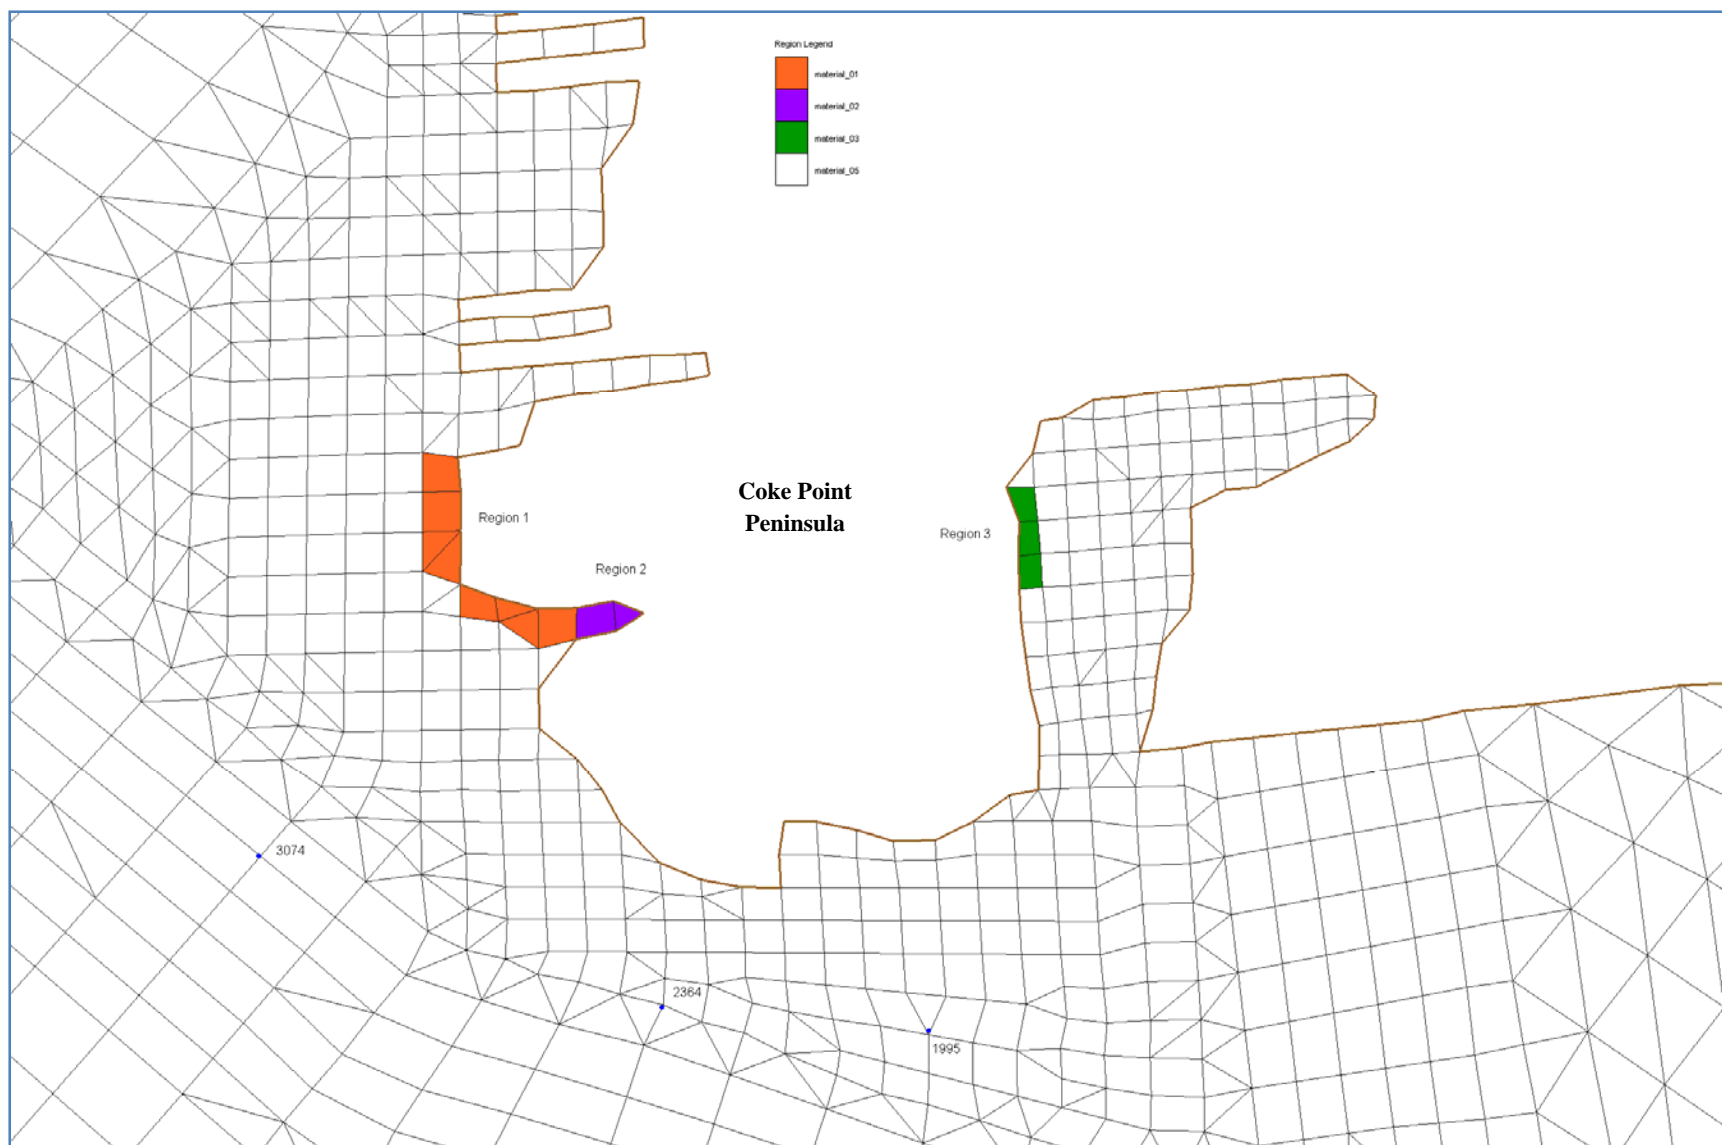 Region Legend
material_01
material_02
material_03
material_05
Coke Point
Peninsula
Region 1
Region 3
Region 2
3074
2364
1995